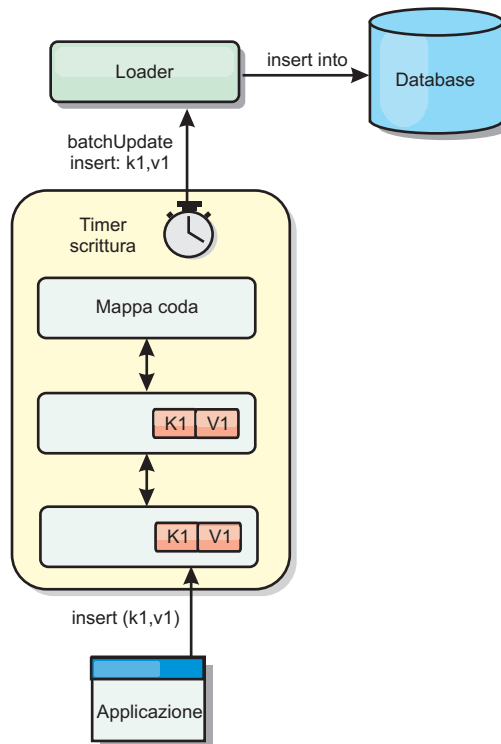 Loader
insert into
Database
batchUpdate
insert: k1,v1
Timer
scrittura
Mappa coda
K1 V1
K1 V1
insert (k1,v1)
Applicazione